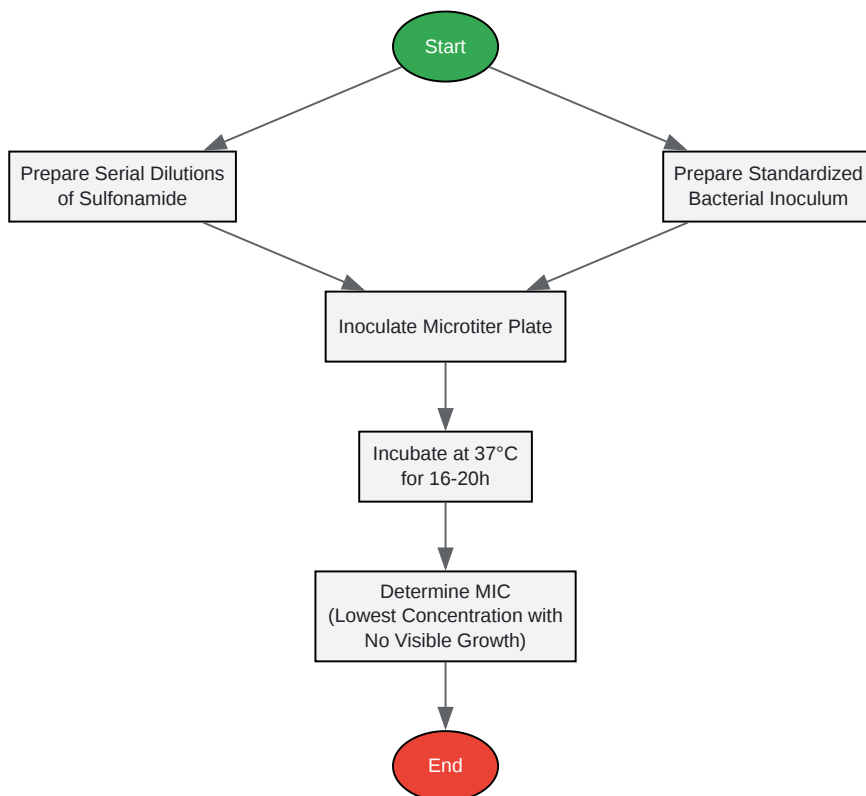 Start
Prepare Serial Dilutions
of Sulfonamide
Prepare Standardized
Bacterial Inoculum
Inoculate Microtiter Plate
Incubate at 37°C
for 16-20h
Determine MIC
(Lowest Concentration with
No Visible Growth)
End